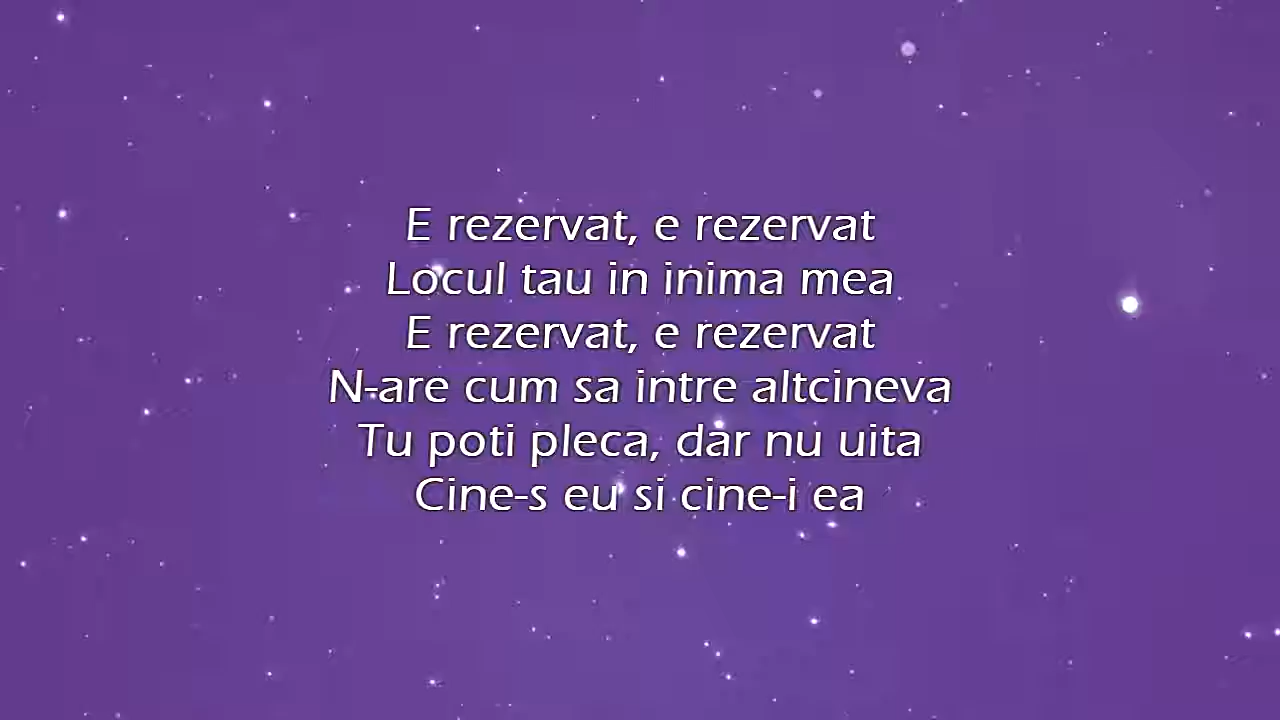 E rezervat, e rezervat
Locul tau in inima mea
E rezervat, e rezervat
N-are cum sa intre altcineva
Tu poti pleca, dar nu uita
Cine-s eu si cine-i ea